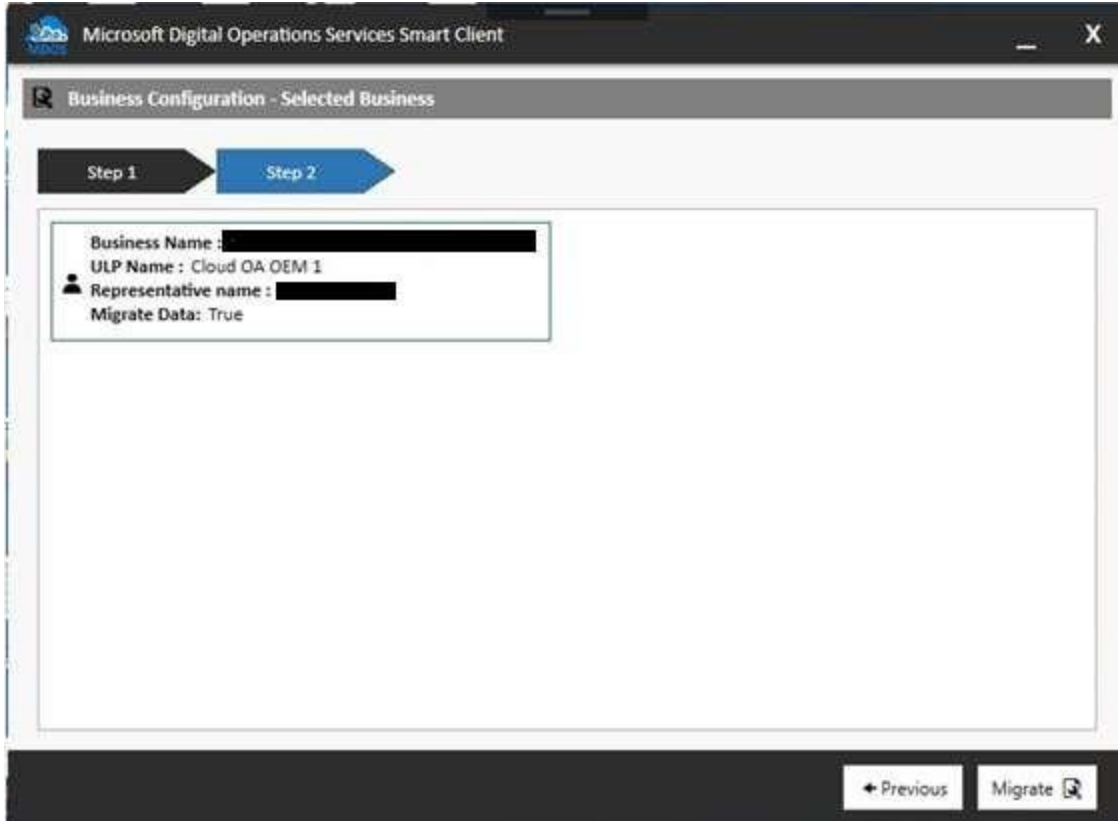 Microsoft Digital Operations Services Smart Client
X
MDOS
Business Configuration - Selected Business
Step 1
Step 2
Business Name :
ULP Name : Cloud OA OEM 1
Representative name :
Migrate Data: True
Previous
Migrate